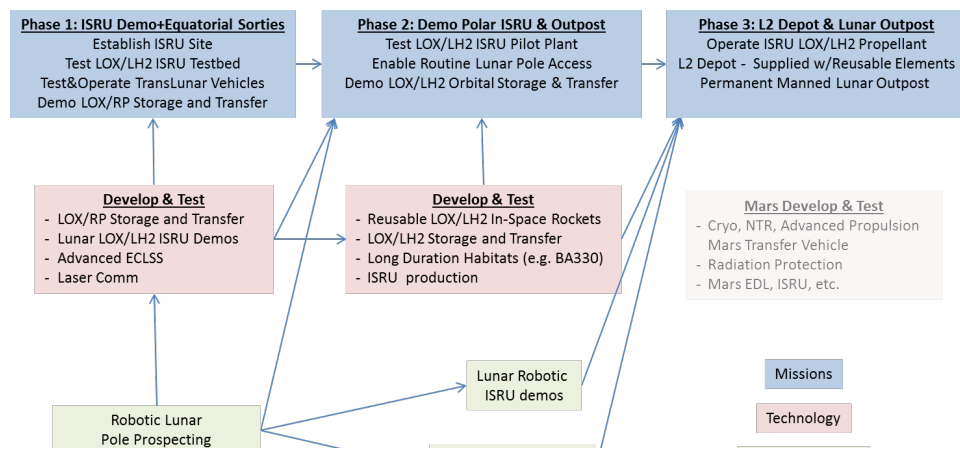 Phase 1: ISRU Demo+Equatorial Sorties
Establish ISRU Site
Test LOX/LH2 ISRU Testbed
Test&Operate TransLunar Vehicles
Demo LOX/RP Storage and Transfer
Phase 2: Demo Polar ISRU & Outpost
Test LOX/LH2 ISRU Pilot Plant
Enable Routine Lunar Pole Access
Demo LOX/LH2 Orbital Storage & Transfer
Phase 3: L2 Depot & Lunar Outpost
Operate ISRU LOX/LH2 Propellant
L2 Depot - Supplied w/Reusable Elements
Permanent Manned Lunar Outpost
Develop & Test
- LOX/RP Storage and Transfer
- Lunar LOX/LH2 ISRU Demos
- Advanced ECLSS
- Laser Comm
Develop & Test
- Reusable LOX/LH2 In-Space Rockets
- LOX/LH2 Storage and Transfer
- Long Duration Habitats (e.g. BA330)
- ISRU production
Mars Develop & Test
- Cryo, NTR, Advanced Propulsion
Mars Transfer Vehicle
- Radiation Protection
- Mars EDL, ISRU, etc.
Lunar Robotic
ISRU demos
Missions
Technology
Robotic Lunar
Pole Prospecting